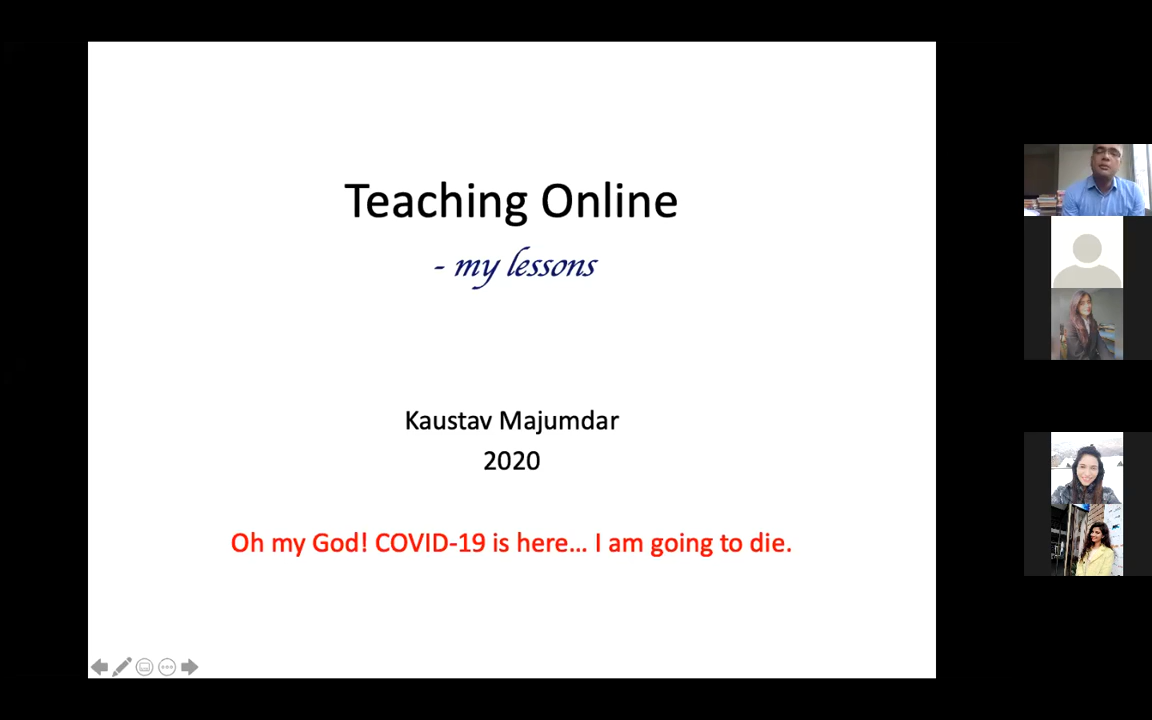 Teaching Online
- my lessons
Kaustav Majumdar
2020
Oh my God! COVID-19 is here... I am going to die.